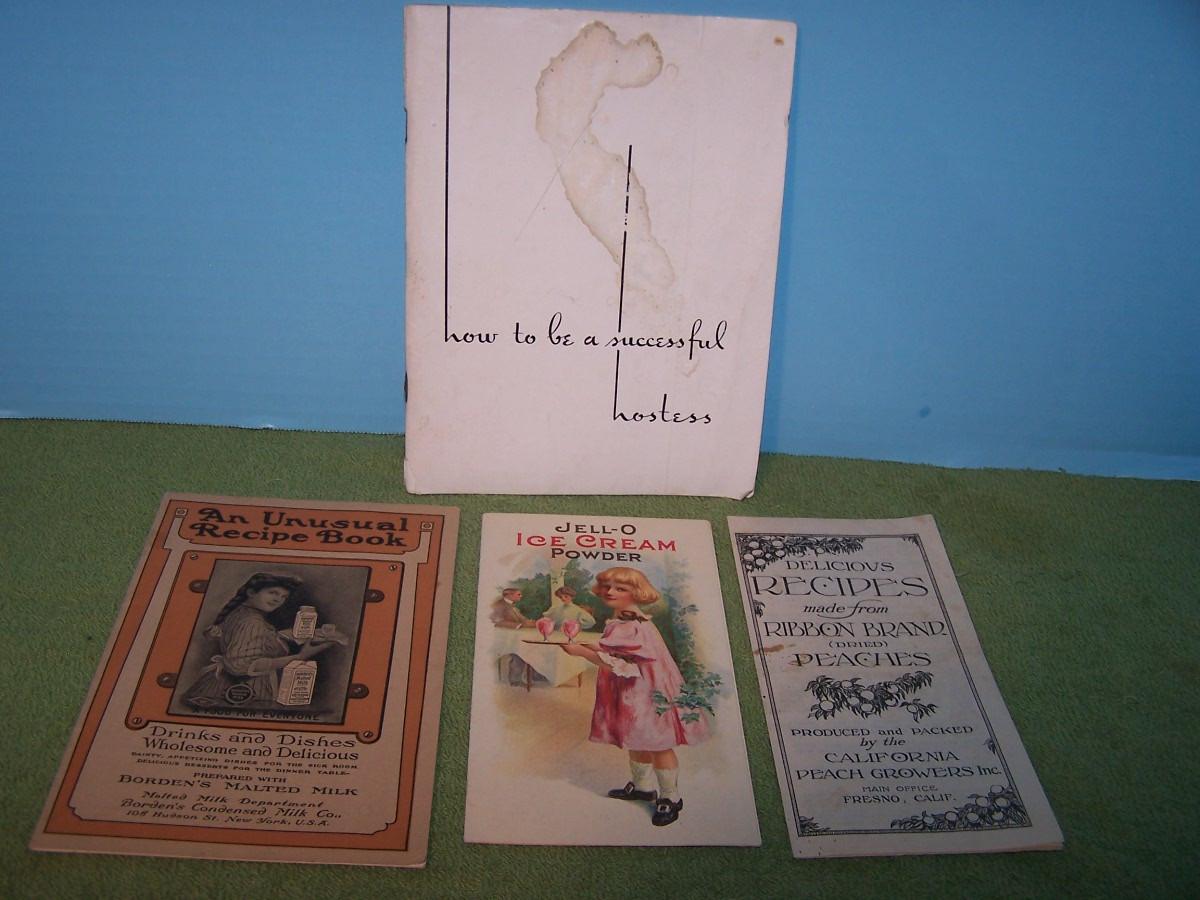 how to be a successful
hostess
An Unusual
Recipe Book
A FOOD FOR EVERYONE
Drinks and Dishes
Wholesome and Delicious
DAINTY, APPETIZING DISHES FOR THE SICK ROOM.
DELICIOUS DESSERTS FOR THE DINNER TABLE.
PREPARED WITH
BORDEN'S MALTED MILK
Malted Milk Department
Borden's Condensed Milk Co.,
108 Hudson St. New York, U.S.A.
JELL-O
ICE CREAM
POWDER
DELICIOUS
RECIPES
made from
RIBBON BRAND
(DRIED)
PEACHES
PRODUCED and PACKED
by the
CALIFORNIA
PEACH GROWERS Inc.
MAIN OFFICE
FRESNO, CALIF.